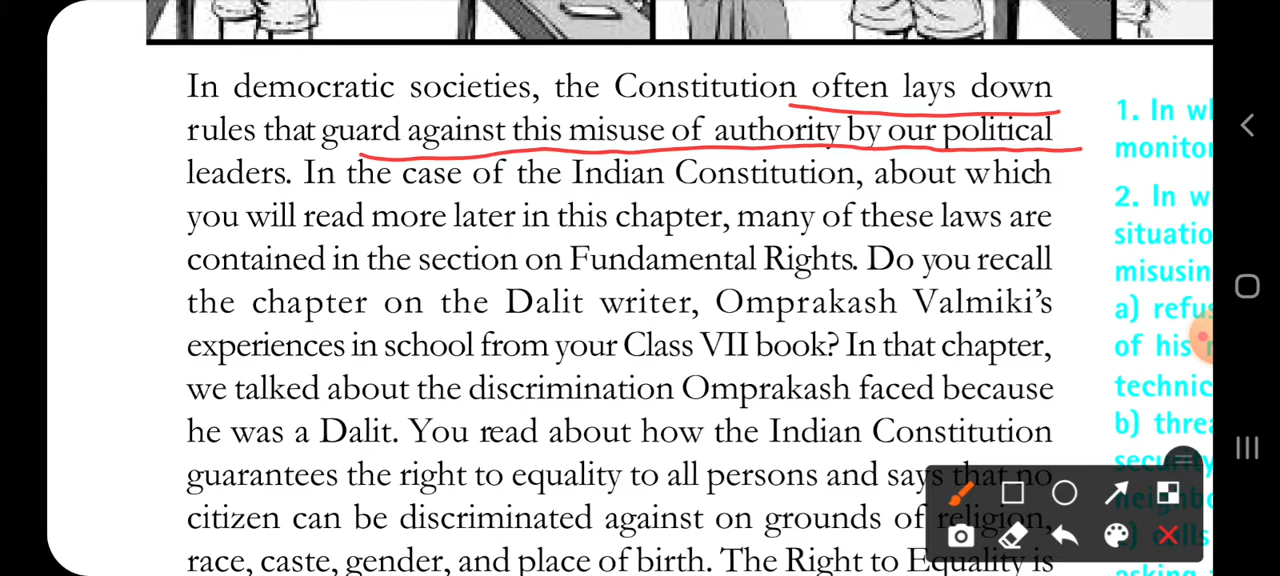 In democratic societies, the Constitution often lays down
rules that guard against this misuse of authority by our political
leaders. In the case of the Indian Constitution, about which
you will read more later in this chapter, many of these laws are
contained in the section on Fundamental Rights. Do you recall
the chapter on the Dalit writer, Omprakash Valmiki's
experiences in school from your Class VII book? In that chapter,
we talked about the discrimination Omprakash faced because
he was a Dalit. You read about how the Indian Constitution
guarantees the right to equality to all persons and says that no
citizen can be discriminated against on grounds of religion,
race, caste, gender, and place of birth. The Right to Equality is
1. In
2. In
a)
of his
b)